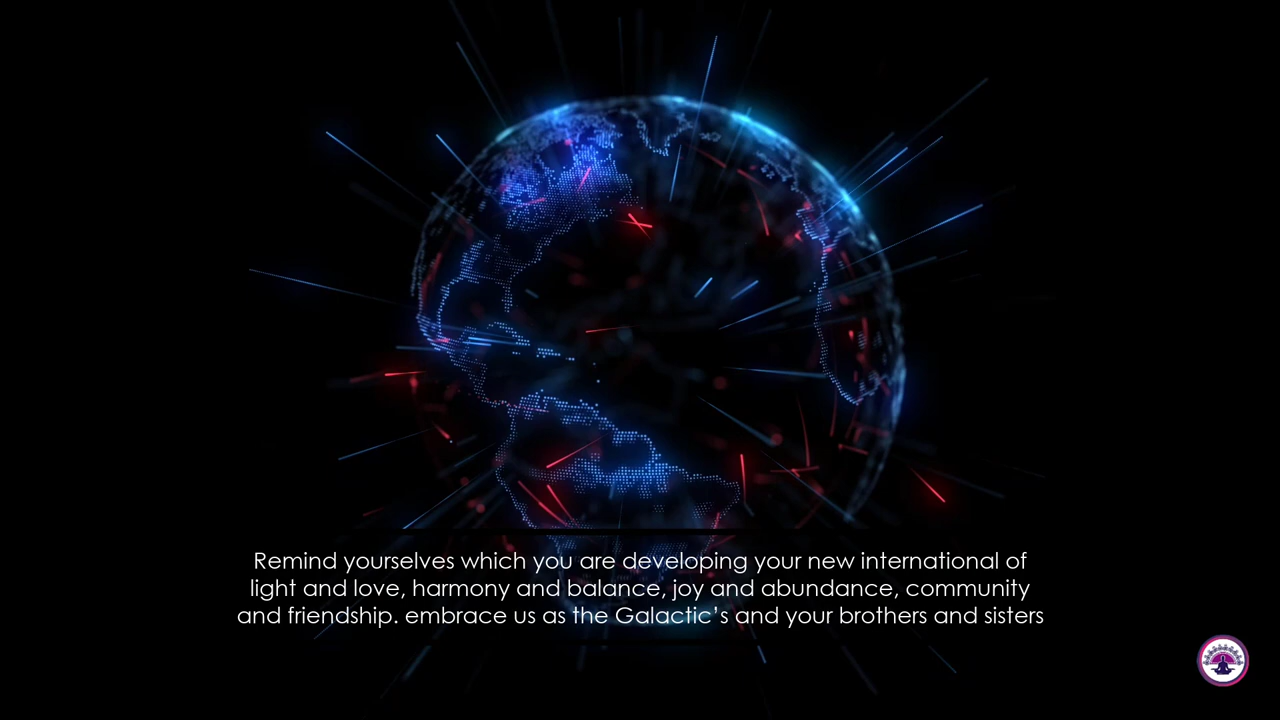 Remind yourselves which you are developing your new international of
light and love, harmony and balance, joy and abundance, community
and friendship. embrace us as the Galactic’s and your brothers and sisters